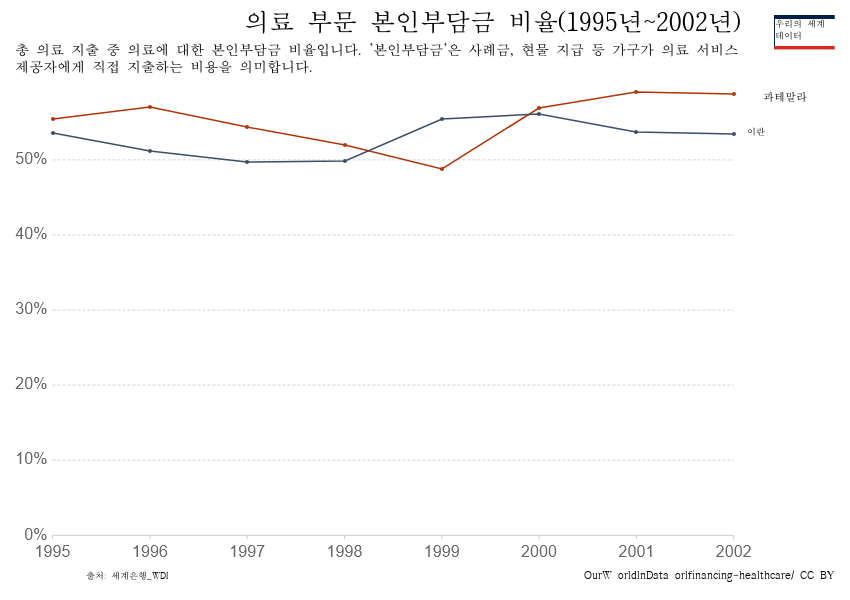 의료 부문 본인부담금 비율(1995년~2002년)
우리의 세계
데이터
총 의료 지출 중 의료에 대한 본인부담금 비율입니다. '본인부담금'은 사례금, 현물 지급 등 가구가 의료 서비스
제공자에게 직접 지출하는 비용을 의미합니다.
과테말라
이란
50%
40%
30%
20%
10%
0%
1995 1996 1997 1998 1999 2000 2001 2002
출처: 세계은행_WDI
OurW orldInData orlfinancing-healthcare/ CC BY